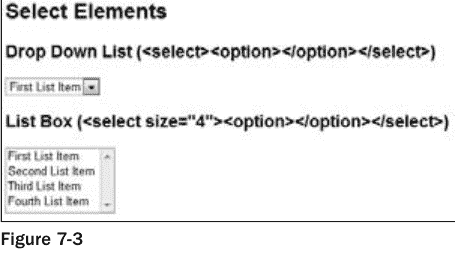 Select Elements
Drop Down List (<select><option></option></select>)
First List Item
List Box (<select size="4"><option></option></select>)
First List Item
Second List Item
Third List Item
Fourth List Item
Figure 7-3